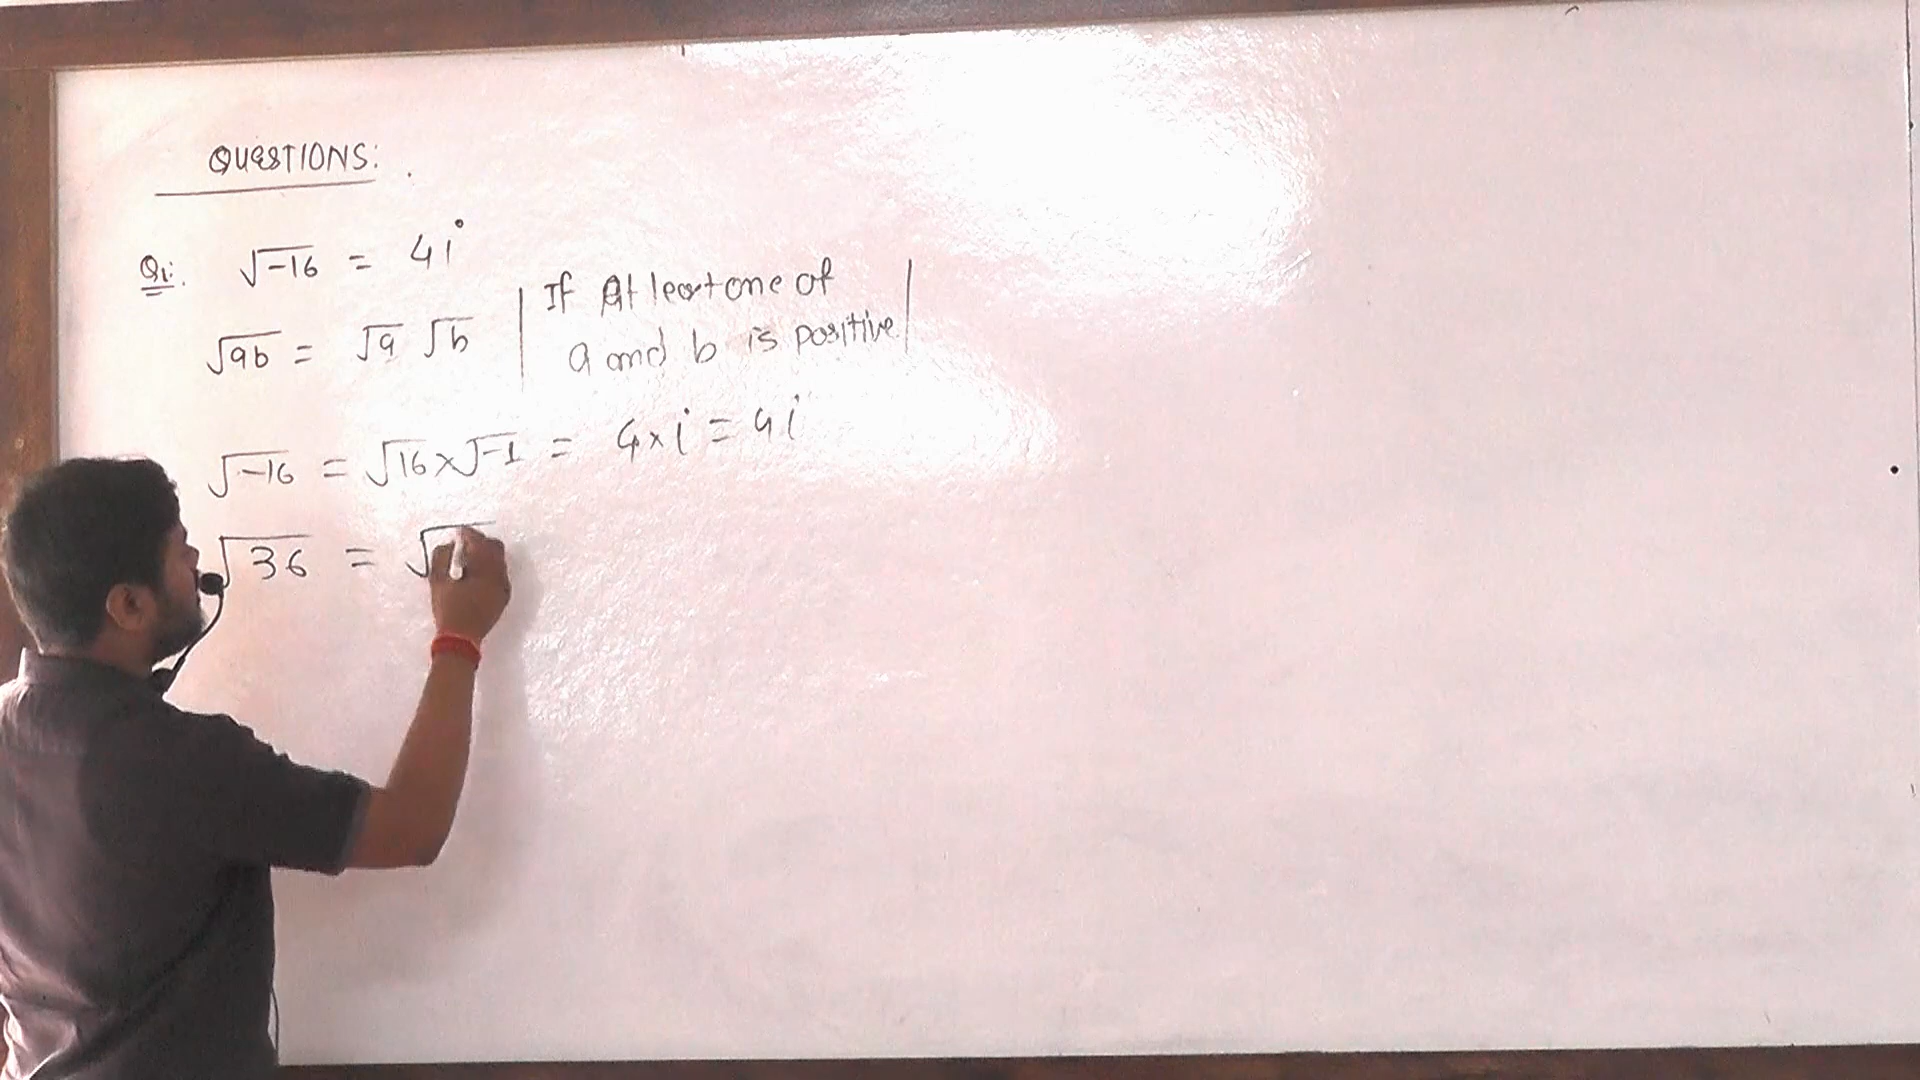 QUESTIONS:
Q1: √-16 = 4i
√ab = √a √b | If At least one of
a and b is positive |
√-16 = √16 × √-1 = 4 × i = 4i
√36 = √